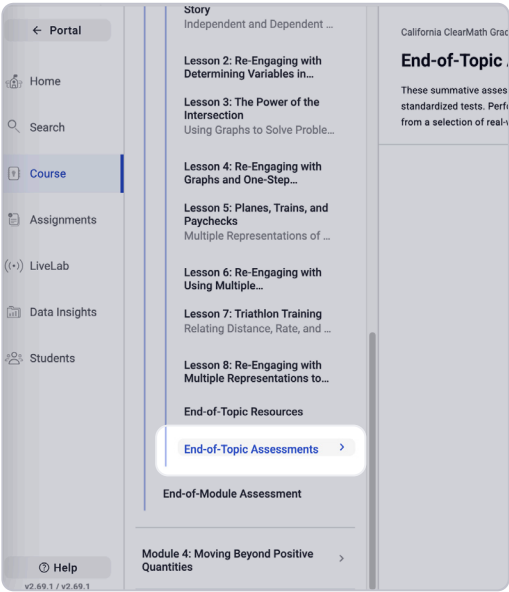 ← Portal
Home
Search
Course
Assignments
LiveLab
Data Insights
Students
Help
v2.69.1 / v2.69.1
Story
Independent and Dependent ...
Lesson 2: Re-Engaging with
Determining Variables in...
Lesson 3: The Power of the
Intersection
Using Graphs to Solve Proble...
Lesson 4: Re-Engaging with
Graphs and One-Step...
Lesson 5: Planes, Trains, and
Paychecks
Multiple Representations of ...
Lesson 6: Re-Engaging with
Using Multiple...
Lesson 7: Triathlon Training
Relating Distance, Rate, and ...
Lesson 8: Re-Engaging with
Multiple Representations to...
End-of-Topic Resources
End-of-Topic Assessments
End-of-Module Assessment
Module 4: Moving Beyond Positive
Quantities
California ClearMath
End-of-Topic
These summative
standardized tests.
from a selection of